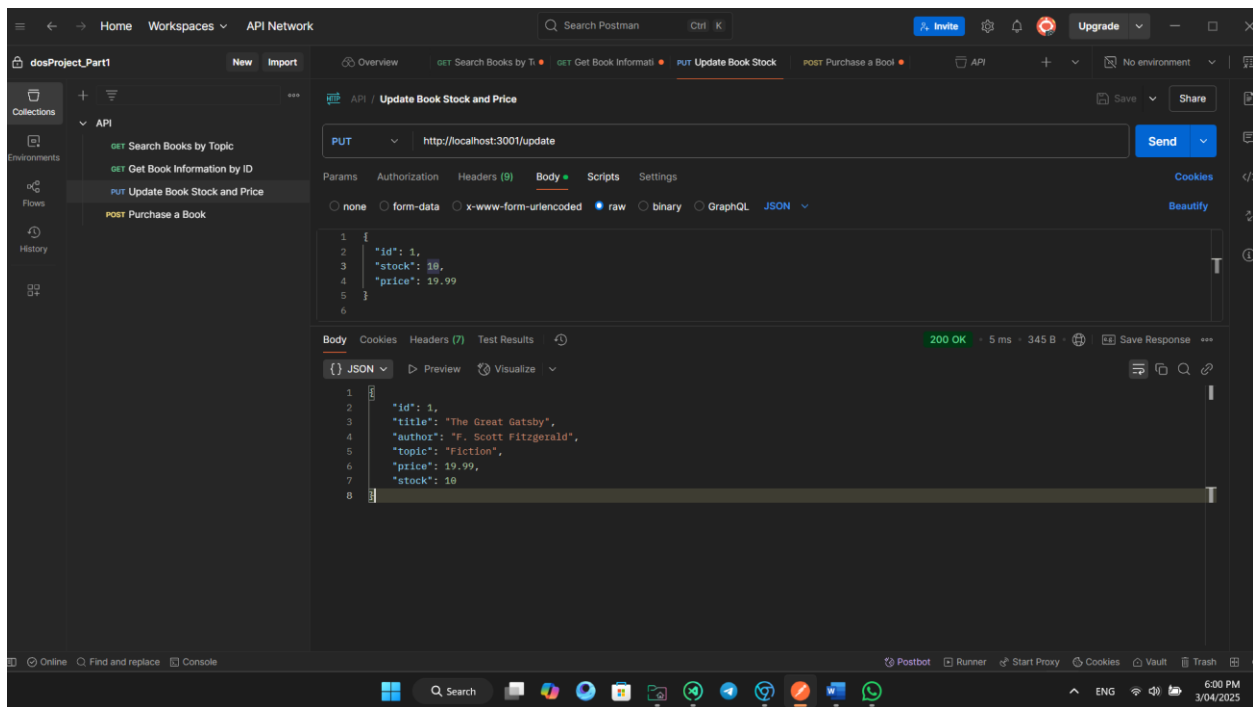 Home Workspaces API Network Search Postman Ctrl K Invite Upgrade
dosProject_Part1 New Import Overview GET Search Books by T GET Get Book Informati PUT Update Book Stock POST Purchase a Bool API No environment
Collections
Environments
Flows
History
API
GET Search Books by Topic
GET Get Book Information by ID
PUT Update Book Stock and Price
POST Purchase a Book
HTTP API / Update Book Stock and Price Save Share
PUT http://localhost:3001/update Send
Params Authorization Headers (9) Body Scripts Settings Cookies
none form-data x-www-form-urlencoded raw binary GraphQL JSON Beautify
1 {
2 "id": 1,
3 "stock": 10,
4 "price": 19.99
5 }
6
Body Cookies Headers (7) Test Results 200 OK 5 ms 345 B Save Response
{} JSON Preview Visualize
1 {
2 "id": 1,
3 "title": "The Great Gatsby",
4 "author": "F. Scott Fitzgerald",
5 "topic": "Fiction",
6 "price": 19.99,
7 "stock": 10
8 }
Online Find and replace Console Postbot Runner Start Proxy Cookies Vault Trash
Search ENG 6:00 PM
3/04/2025